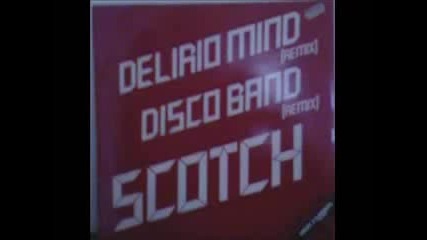 DELIRIO MIND
(REMIX)
DISCO BAND
(REMIX)
SCOTCH